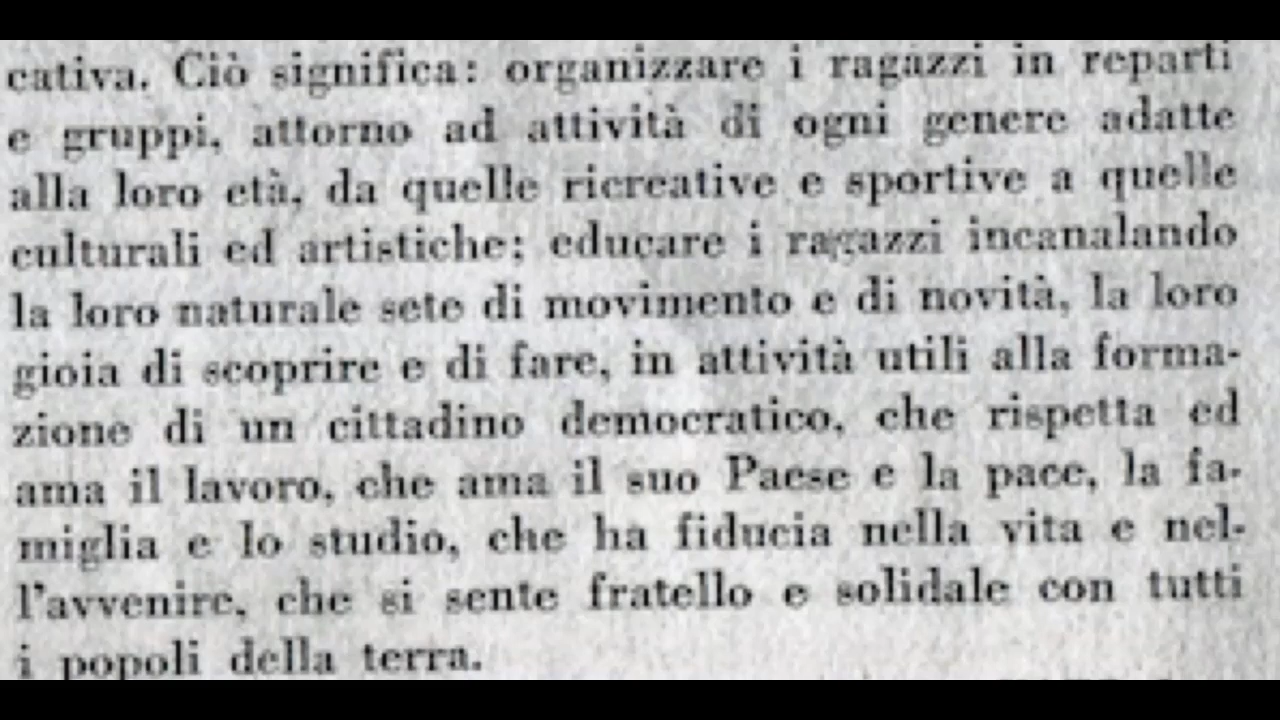 cativa. Ciò significa: organizzare i ragazzi in reparti
e gruppi, attorno ad attività di ogni genere adatte
alla loro età, da quelle ricreative e sportive a quelle
culturali ed artistiche; educare i ragazzi incanalando
la loro naturale sete di movimento e di novità, la loro
gioia di scoprire e di fare, in attività utili alla forma-
zione di un cittadino democratico, che rispetta ed
ama il lavoro, che ama il suo Paese e la pace, la fa-
miglia e lo studio, che ha fiducia nella vita e nel-
l'avvenire, che si sente fratello e solidale con tutti
i popoli della terra.